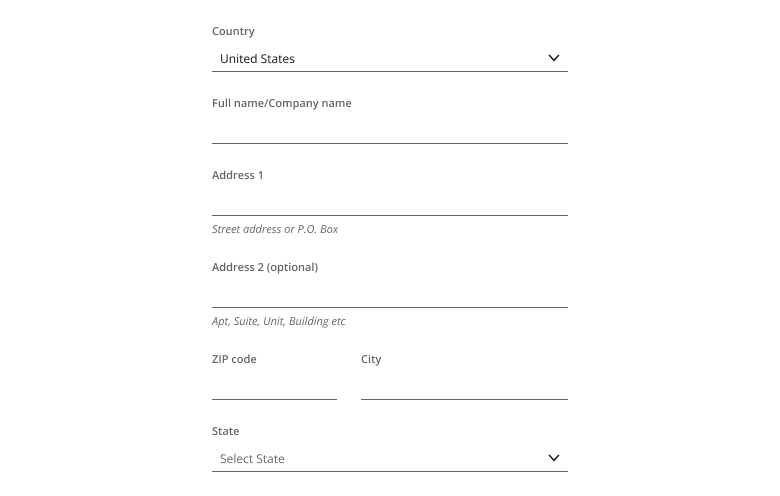 Country
United States
Full name/Company name
Address 1
Street address or P.O. Box
Address 2 (optional)
Apt, Suite, Unit, Building etc
ZIP code City
State
Select State